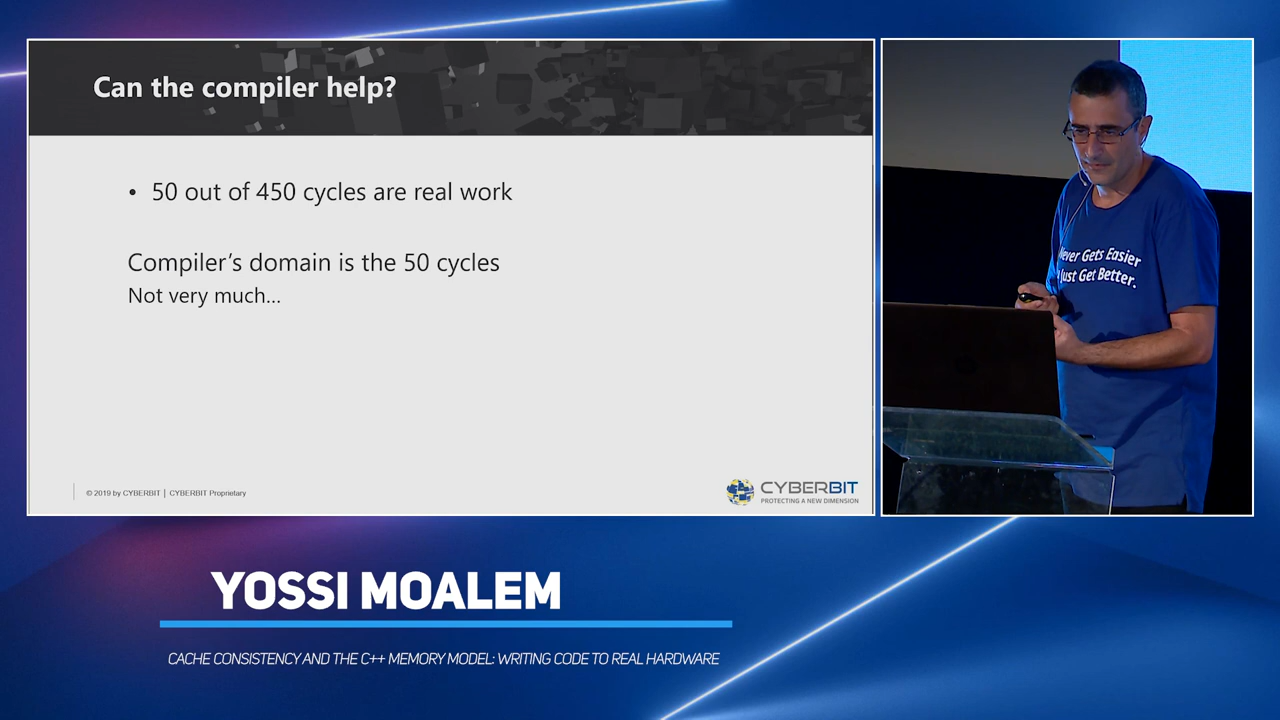 Can the compiler help?
• 50 out of 450 cycles are real work
Compiler's domain is the 50 cycles
Not very much...
© 2019 by CYBERBIT | CYBERBIT Proprietary
CYBERBIT
PROTECTING A NEW DIMENSION
Never Gets Easier
Just Get Better.
YOSSI MOALEM
CACHE CONSISTENCY AND THE C++ MEMORY MODEL: WRITING CODE TO REAL HARDWARE